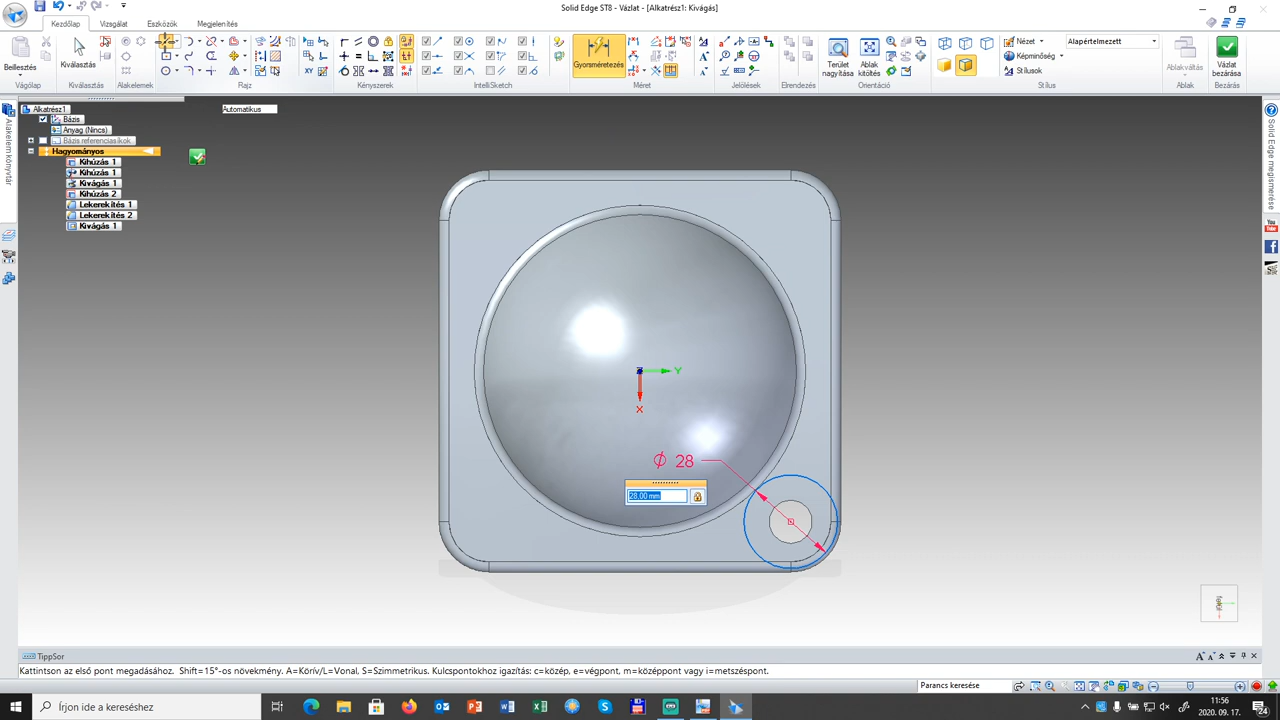 Solid Edge ST8 - Vázlat - [Alkatrész1: Kivágás]
Kezdőlap
Vizsgálat
Eszközök
Megjelenítés
Beillesztés
Kiválasztás
Gyorsméretezés
Terület nagyítása
Ablak kitöltés
Nézet
Képminőség
Stílusok
Alapértelmezett
Ablakváltás
Vázlat bezárása
Vágólap
Kiválasztás
Alakelemek
Rajz
Kényszerek
IntelliSketch
Méret
Jelölések
Elrendezés
Orientáció
Stílus
Ablak
Bezárás
Alkatrész1
Bázis
Anyag (Nincs)
Bázis referenciasíkok
Hagyományos
Kihúzás 1
Kihúzás 1
Kivágás 1
Kihúzás 2
Lekerekítés 1
Lekerekítés 2
Kivágás 1
Automatikus
Alakelem könyvtár
Solid Edge megismerése
You Tube
Y
X
Ø 28
28,00 mm
TippSor
Kattintson az első pont megadásához. Shift=15°-os növekmény. A=Körív/L=Vonal, S=Szimmetrikus. Kulcspontokhoz igazítás: c=közép, e=végpont, m=középpont vagy i=metszéspont.
Parancs keresése
Írjon ide a kereséshez
11:56
2020. 09. 17.
24